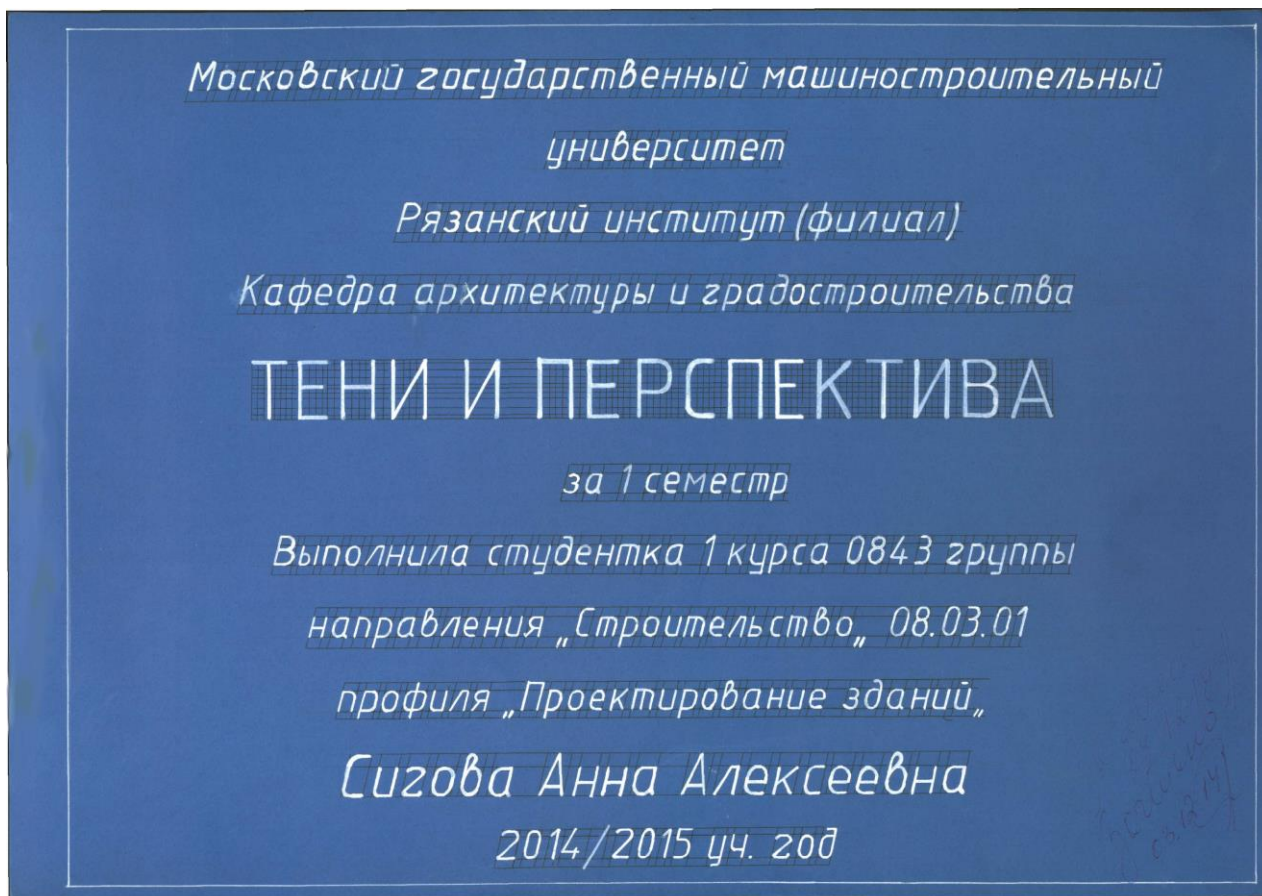 Московский государственный машиностроительный
университет
Рязанский институт (филиал)
Кафедра архитектуры и градостроительства
ТЕНИ И ПЕРСПЕКТИВА
за 1 семестр
Выполнила студентка 1 курса 0843 группы
направления „Строительство„ 08.03.01
профиля „Проектирование зданий„
Сигова Анна Алексеевна
2014/2015 уч. год